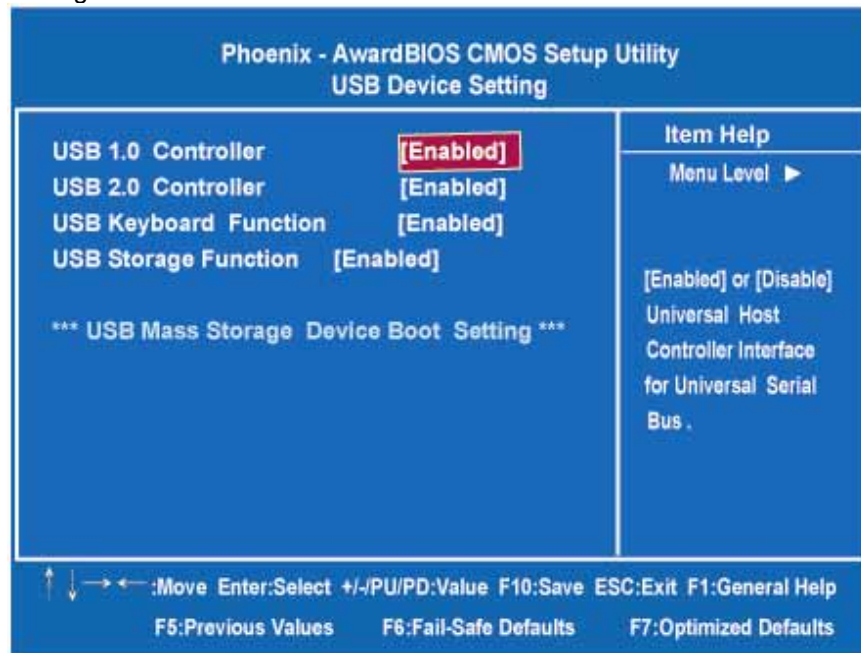 Phoenix - AwardBIOS CMOS Setup Utility
USB Device Setting
USB 1.0 Controller [Enabled]
USB 2.0 Controller [Enabled]
USB Keyboard Function [Enabled]
USB Storage Function [Enabled]
*** USB Mass Storage Device Boot Setting ***
Item Help
Menu Level ►
[Enabled] or [Disable]
Universal Host
Controller Interface
for Universal Serial
Bus .
↑ ↓ → ← :Move Enter:Select +/-/PU/PD:Value F10:Save ESC:Exit F1:General Help
F5:Previous Values F6:Fail-Safe Defaults F7:Optimized Defaults